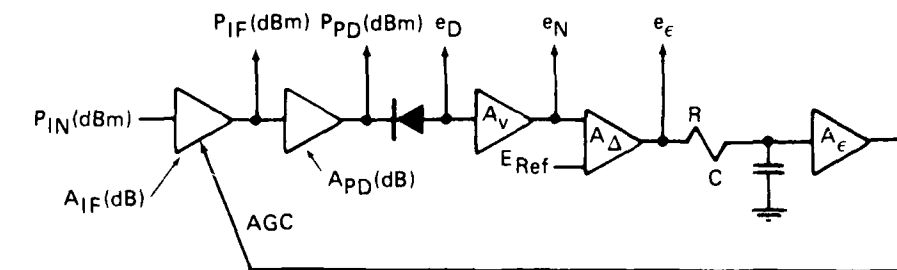 P_IF(dBm) P_PD(dBm) e_D e_N e_ϵ
P_IN(dBm) A_v A_Δ R A_ϵ
E_Ref
C
A_IF(dB) A_PD(dB)
AGC